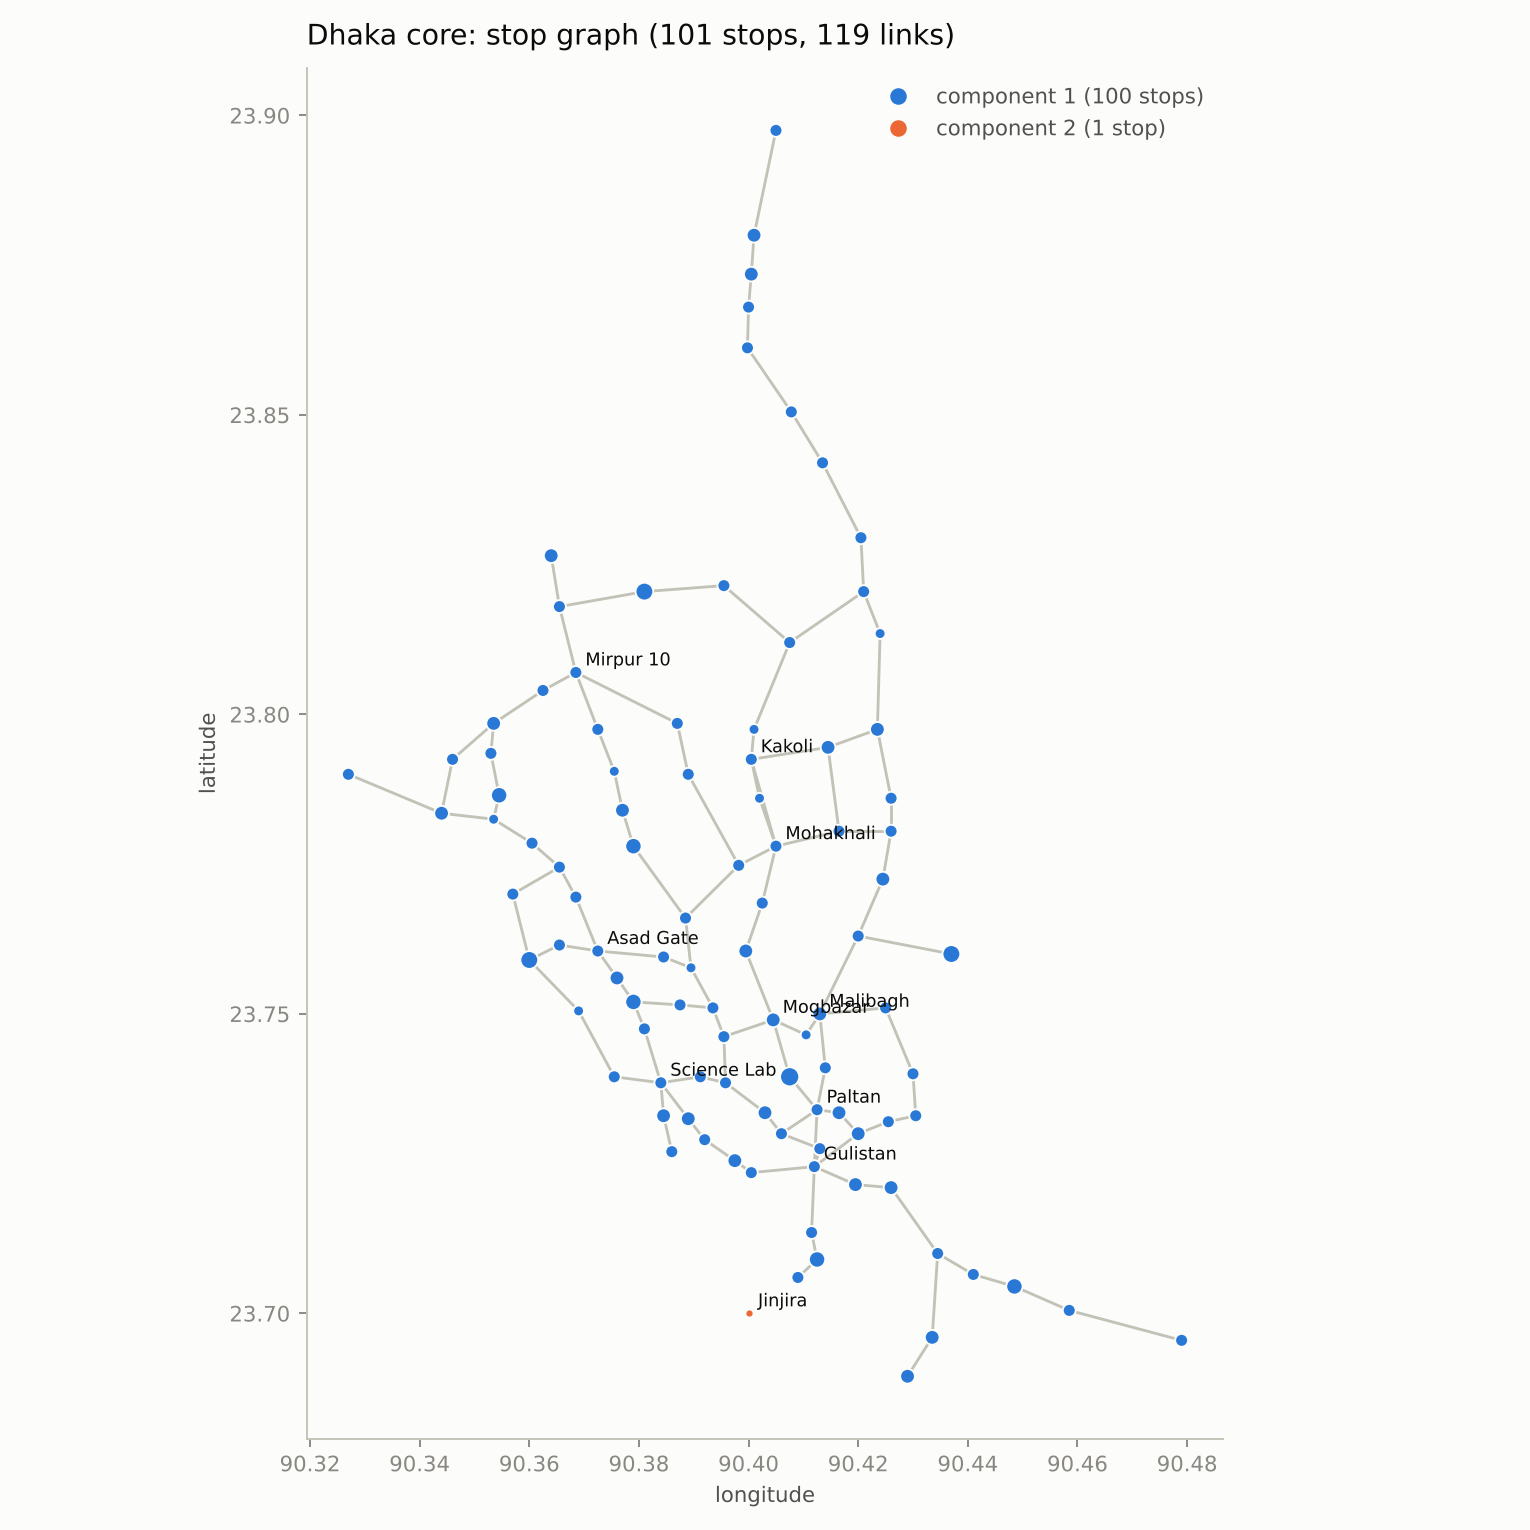 Dhaka core: stop graph (101 stops, 119 links)
component 1 (100 stops)
component 2 (1 stop)
23.90
23.85
23.80
23.75
23.70
latitude
Mirpur 10
Kakoli
Mohakhali
Asad Gate
Malibagh
Mogbazar
Science Lab
Paltan
Gulistan
Jinjira
90.32 90.34 90.36 90.38 90.40 90.42 90.44 90.46 90.48
longitude